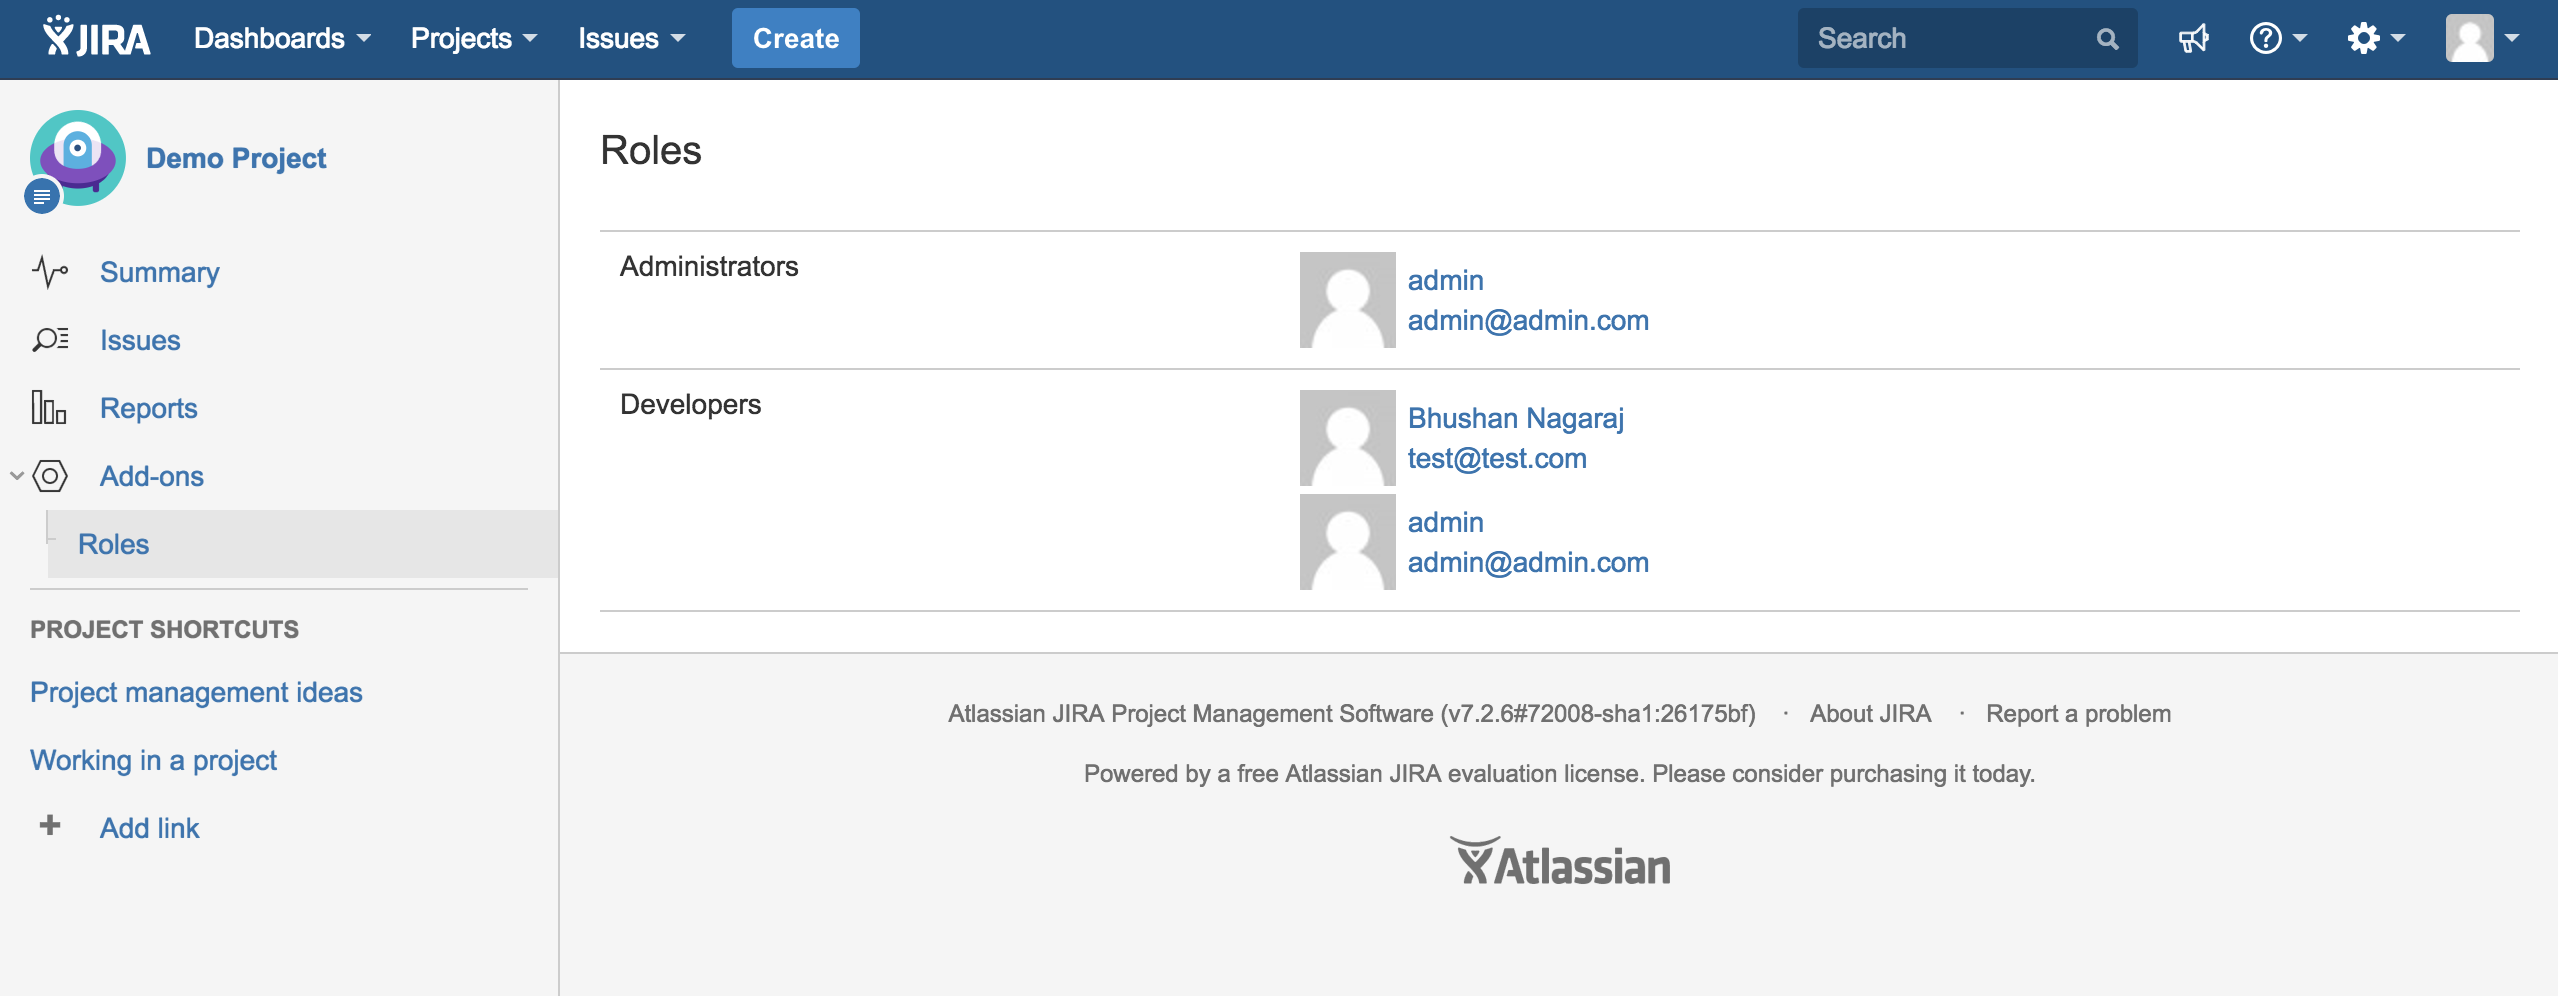 JIRA
Dashboards
Projects
Issues
Create
Search
Demo Project
Summary
Issues
Reports
Add-ons
Roles
PROJECT SHORTCUTS
Project management ideas
Working in a project
Add link
Roles
Administrators
admin
admin@admin.com
Developers
Bhushan Nagaraj
test@test.com
admin
admin@admin.com
Atlassian JIRA Project Management Software (v7.2.6#72008-sha1:26175bf) · About JIRA · Report a problem
Powered by a free Atlassian JIRA evaluation license. Please consider purchasing it today.
Atlassian